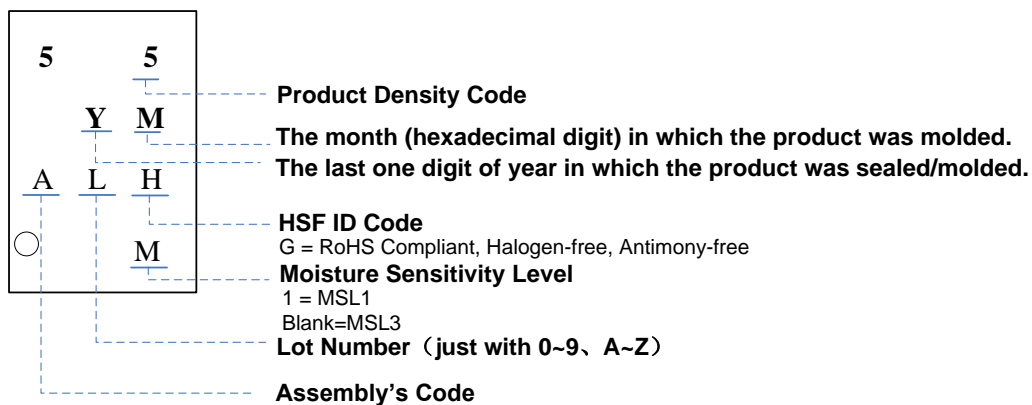 5 5
Product Density Code
Y M
The month (hexadecimal digit) in which the product was molded.
The last one digit of year in which the product was sealed/molded.
A L H
HSF ID Code
G = RoHS Compliant, Halogen-free, Antimony-free
M
Moisture Sensitivity Level
1 = MSL1
Blank=MSL3
Lot Number（just with 0~9、A~Z）
Assembly's Code